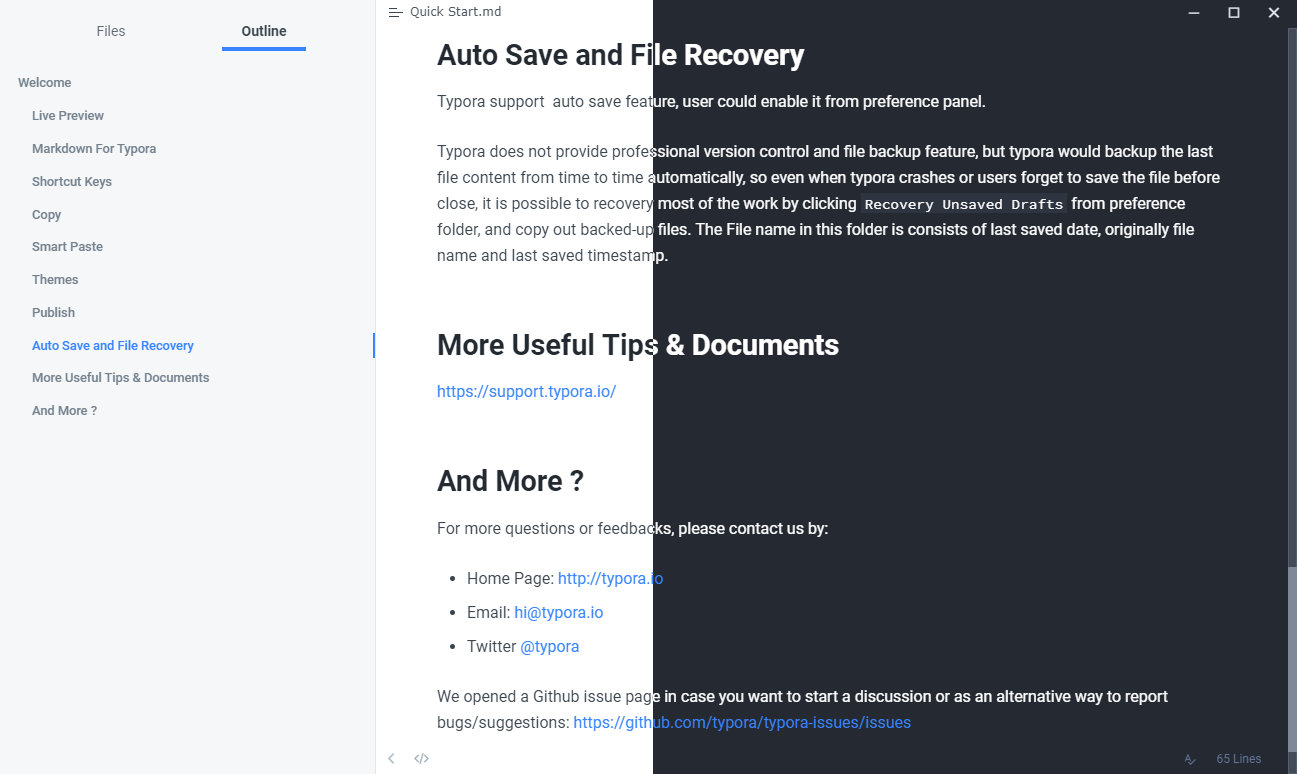 Files
Outline
Welcome
Live Preview
Markdown For Typora
Shortcut Keys
Copy
Smart Paste
Themes
Publish
Auto Save and File Recovery
More Useful Tips & Documents
And More ?
Quick Start.md
Auto Save and File Recovery
Typora support  auto save feature, user could enable it from preference panel.
Typora does not provide professional version control and file backup feature, but typora would backup the last
file content from time to time automatically, so even when typora crashes or users forget to save the file before
close, it is possible to recovery most of the work by clicking Recovery Unsaved Drafts from preference
folder, and copy out backed-up files. The File name in this folder is consists of last saved date, originally file
name and last saved timestamp.
More Useful Tips & Documents
https://support.typora.io/
And More ?
For more questions or feedbacks, please contact us by:
• Home Page: http://typora.io
• Email: hi@typora.io
• Twitter @typora
We opened a Github issue page in case you want to start a discussion or as an alternative way to report
bugs/suggestions: https://github.com/typora/typora-issues/issues
65 Lines